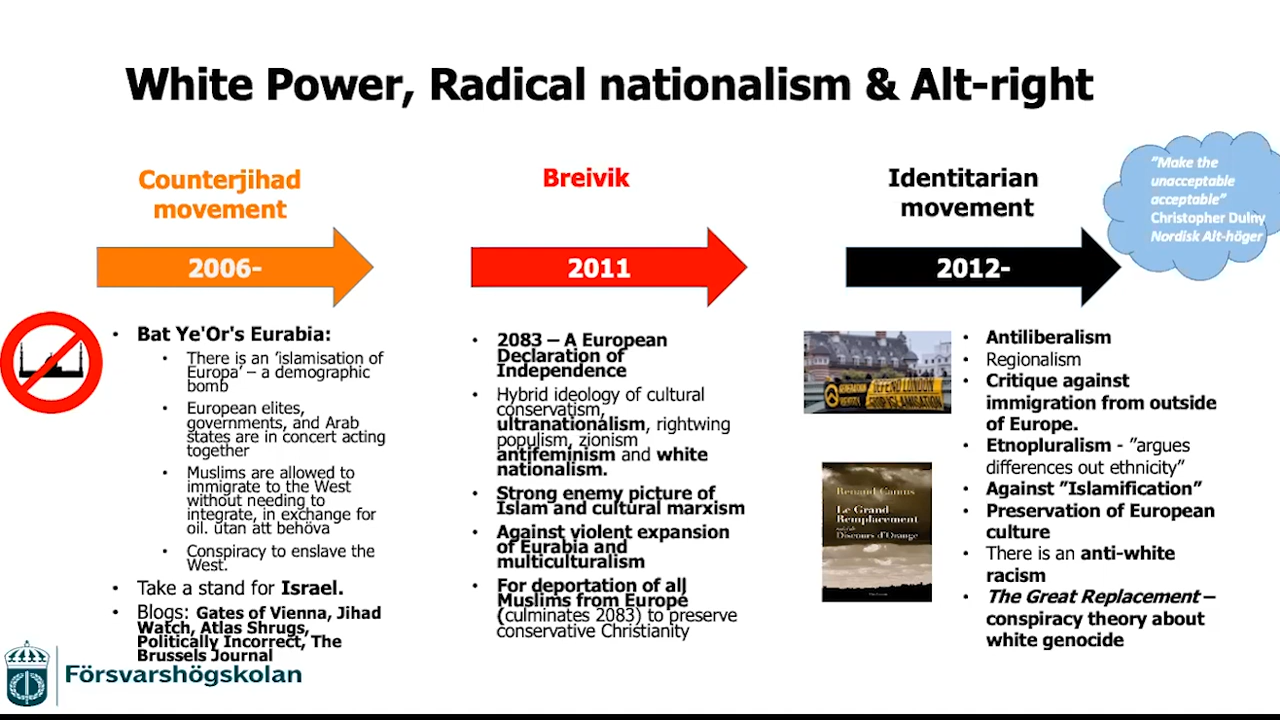 White Power, Radical nationalism & Alt-right
Counterjihad
movement
2006-
Bat Ye'Or's Eurabia:
There is an 'islamisation of
Europa' – a demographic
bomb
European elites,
governments, and Arab
states are in concert acting
together
Muslims are allowed to
immigrate to the West
without needing to
integrate, in exchange for
oil. utan att behöva
Conspiracy to enslave the
West.
Take a stand for Israel.
Blogs: Gates of Vienna, Jihad
Watch, Atlas Shrugs,
Politically Incorrect, The
Brussels Journal
Breivik
2011
2083 – A European
Declaration of
Independence
Hybrid ideology of cultural
conservatism,
ultranationalism, rightwing
populism, zionism
antifeminism and white
nationalism.
Strong enemy picture of
Islam and cultural marxism
Against violent expansion
of Eurabia and
multiculturalism
For deportation of all
Muslims from Europe
(culminates 2083) to preserve
conservative Christianity
Identitarian
movement
2012-
"Make the
unacceptable
acceptable"
Christopher Dulny
Nordisk Alt-höger
DEFEND LONDON
STOP ISLAMISATION
Renaud Camus
Le Grand
Remplacement
Discours d'Orange
Antiliberalism
Regionalism
Critique against
immigration from outside
of Europe.
Etnopluralism - "argues
differences out ethnicity"
Against "Islamification"
Preservation of European
culture
There is an anti-white
racism
The Great Replacement –
conspiracy theory about
white genocide
Försvarshögskolan